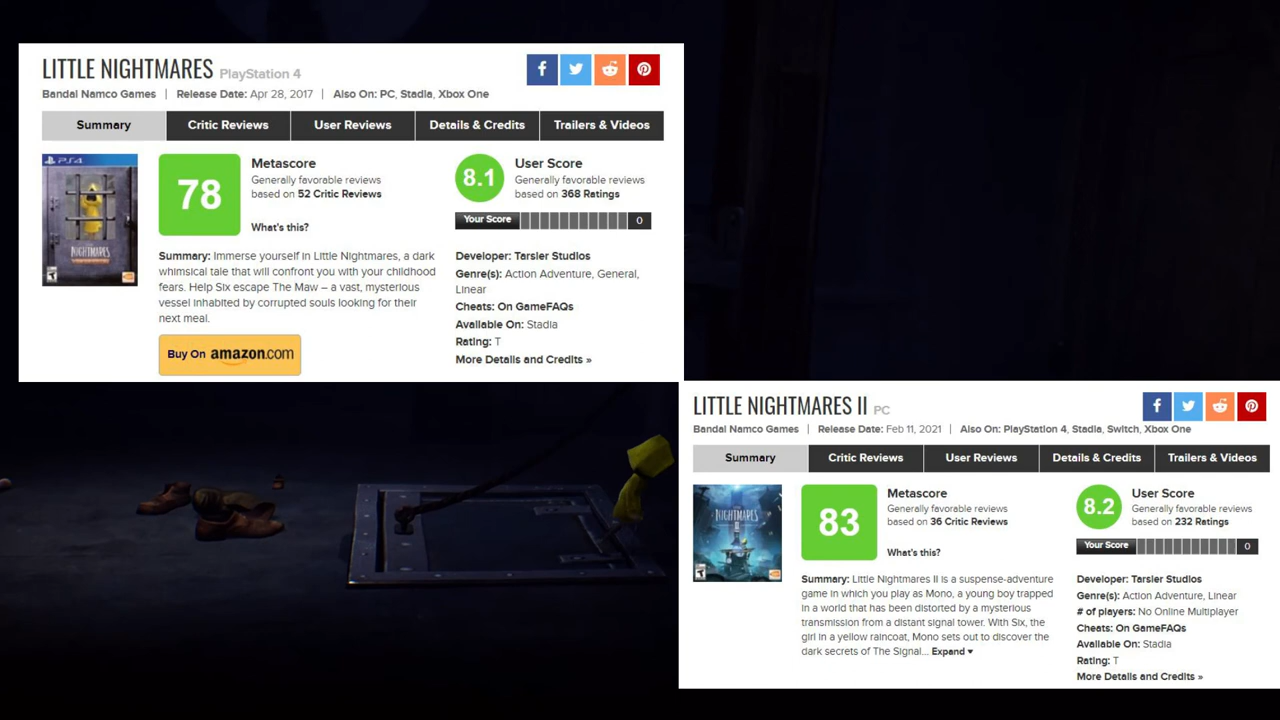 LITTLE NIGHTMARES PlayStation 4
Bandai Namco Games | Release Date: Apr 28, 2017 | Also On: PC, Stadia, Xbox One
Summary Critic Reviews User Reviews Details & Credits Trailers & Videos
PS4
NIGHTMARES
78
Metascore
Generally favorable reviews
based on 52 Critic Reviews
What's this?
8.1
User Score
Generally favorable reviews
based on 368 Ratings
Your Score 0
Summary: Immerse yourself in Little Nightmares, a dark
whimsical tale that will confront you with your childhood
fears. Help Six escape The Maw – a vast, mysterious
vessel inhabited by corrupted souls looking for their
next meal.
Buy On amazon.com
Developer: Tarsier Studios
Genre(s): Action Adventure, General,
Linear
Cheats: On GameFAQs
Available On: Stadia
Rating: T
More Details and Credits »
LITTLE NIGHTMARES II PC
Bandai Namco Games | Release Date: Feb 11, 2021 | Also On: PlayStation 4, Stadia, Switch, Xbox One
Summary Critic Reviews User Reviews Details & Credits Trailers & Videos
NIGHTMARES
II
83
Metascore
Generally favorable reviews
based on 36 Critic Reviews
What's this?
8.2
User Score
Generally favorable reviews
based on 232 Ratings
Your Score 0
Summary: Little Nightmares II is a suspense-adventure
game in which you play as Mono, a young boy trapped
in a world that has been distorted by a mysterious
transmission from a distant signal tower. With Six, the
girl in a yellow raincoat, Mono sets out to discover the
dark secrets of The Signal... Expand
Developer: Tarsier Studios
Genre(s): Action Adventure, Linear
# of players: No Online Multiplayer
Cheats: On GameFAQs
Available On: Stadia
Rating: T
More Details and Credits »